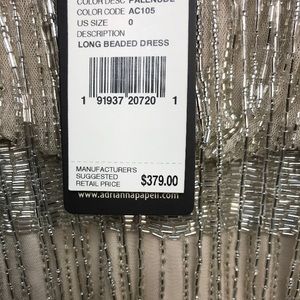 COLOR DESC PALENUDE
COLOR CODE AC105
US SIZE 0
DESCRIPTION
LONG BEADED DRESS
1 91937 20720 1
MANUFACTURER'S
SUGGESTED
RETAIL PRICE $379.00
www.adriannapapell.com